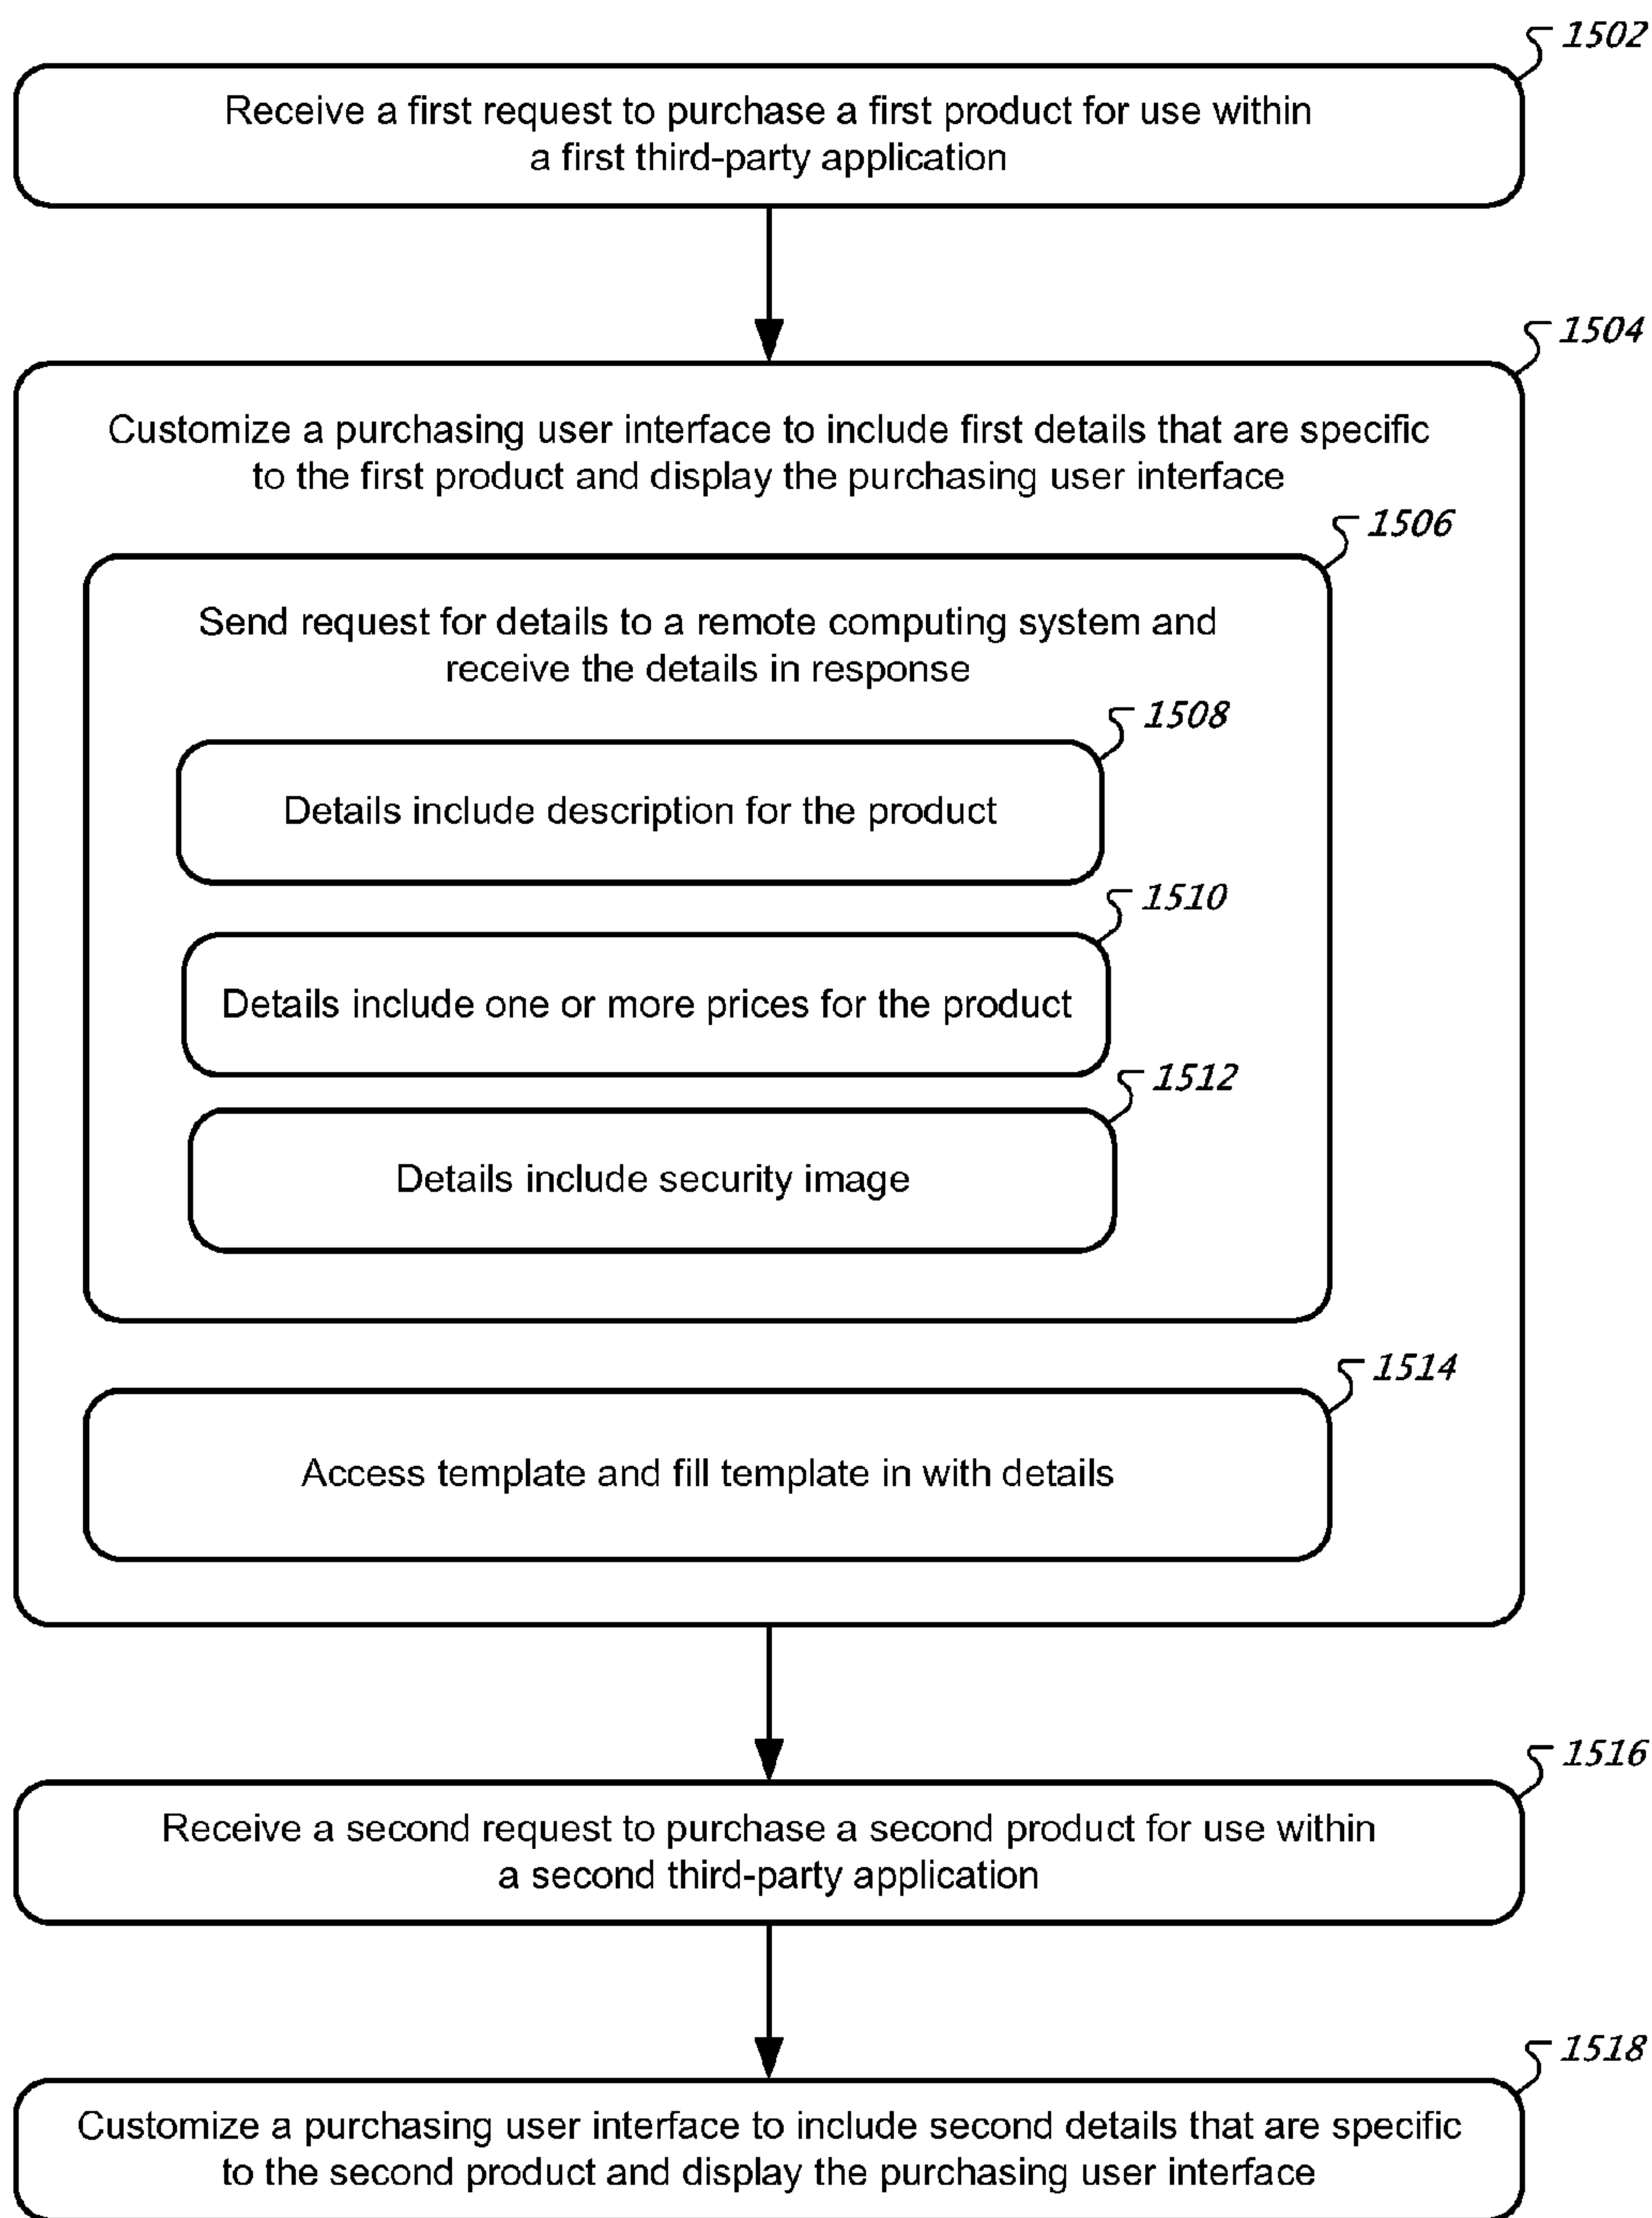 1502
Receive a first request to purchase a first product for use within
a first third-party application
1504
Customize a purchasing user interface to include first details that are specific
to the first product and display the purchasing user interface
1506
Send request for details to a remote computing system and
receive the details in response
1508
Details include description for the product
1510
Details include one or more prices for the product
1512
Details include security image
1514
Access template and fill template in with details
1516
Receive a second request to purchase a second product for use within
a second third-party application
1518
Customize a purchasing user interface to include second details that are specific
to the second product and display the purchasing user interface